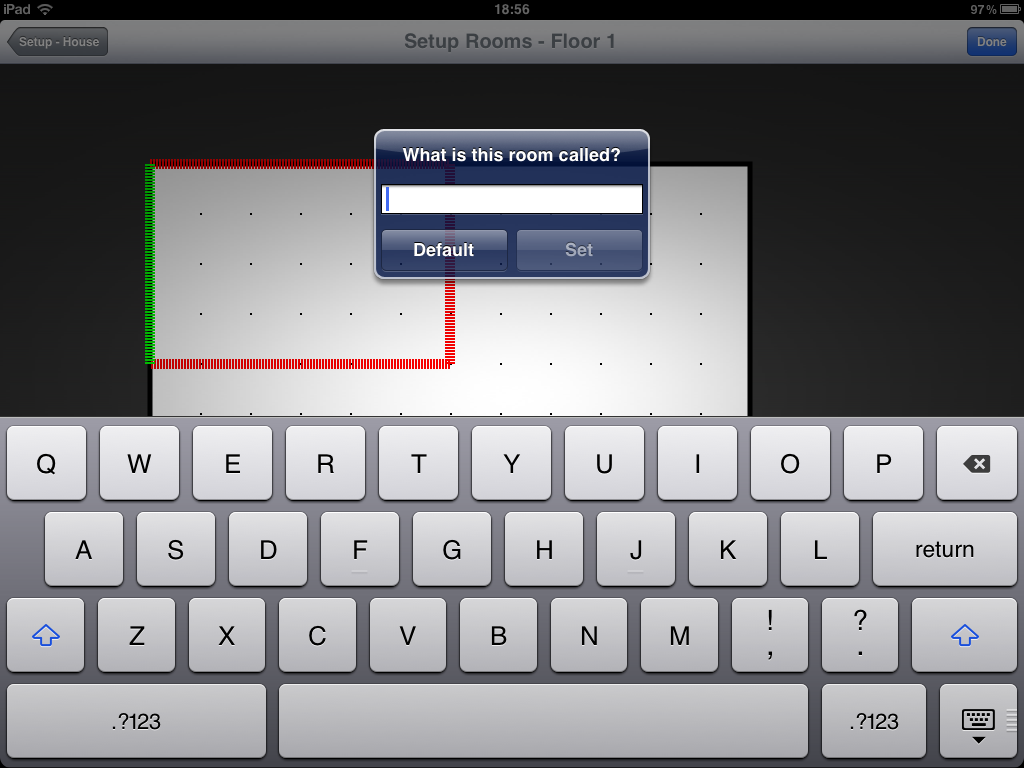 iPad 18:56 97%
Setup - House Setup Rooms - Floor 1 Done
What is this room called?
Default Set
Q W E R T Y U I O P
A S D F G H J K L return
Z X C V B N M ! , ? .
.?123 .?123